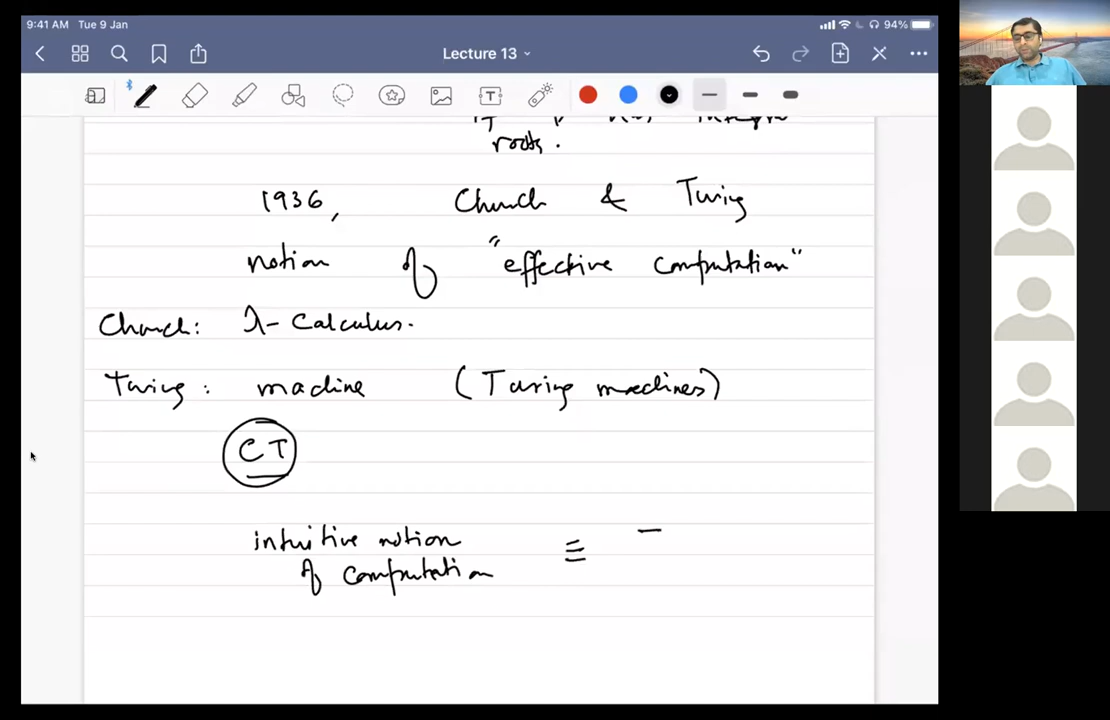 9:41 AM Tue 9 Jan
94%
Lecture 13
T
roots.
1936, Church & Turing
notion of "effective computation"
Church: λ-Calculus.
Turing: machine (Turing machines)
CT
intuitive notion ≡ —
of computation